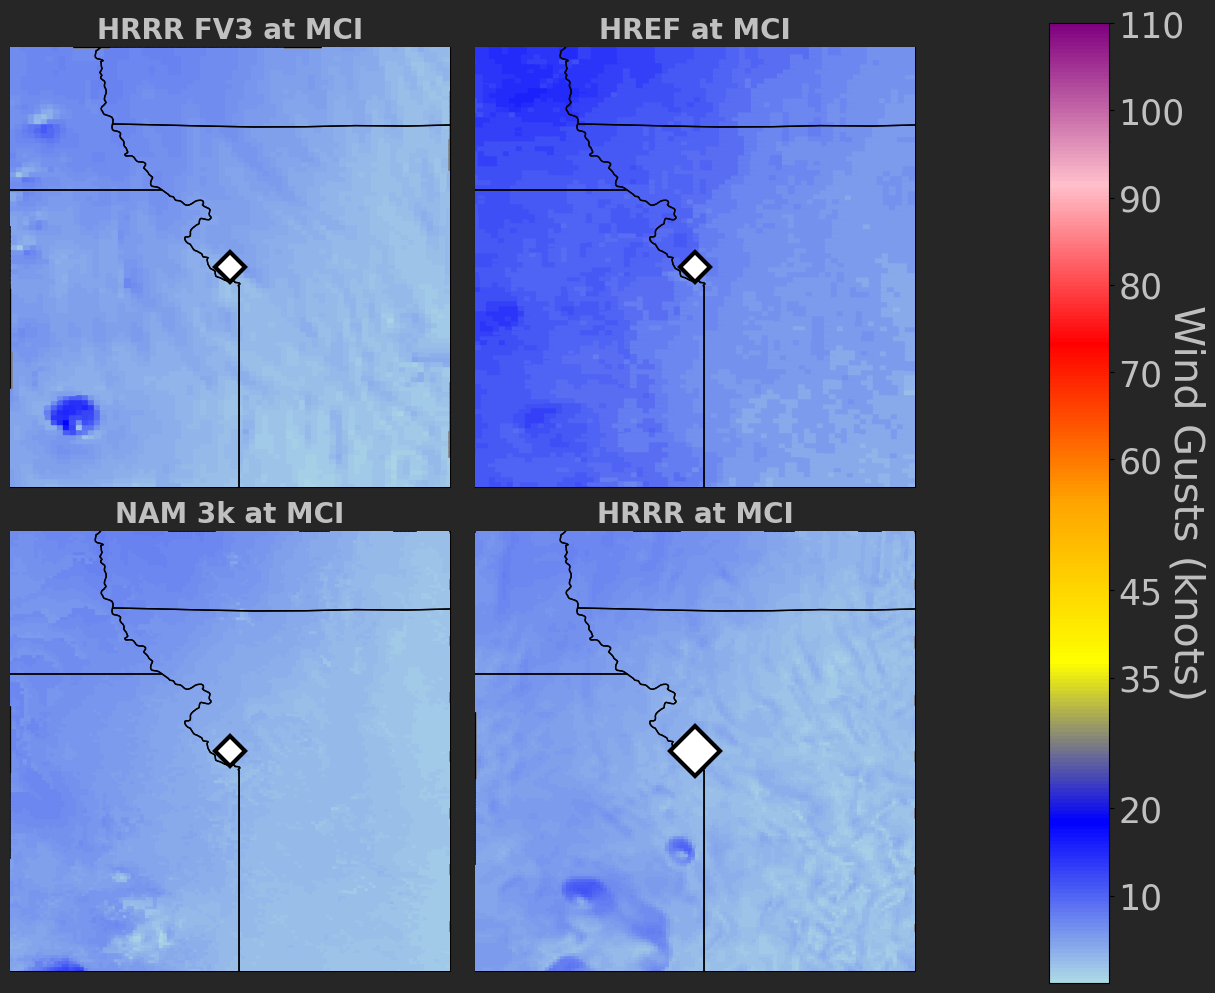 HRRR FV3 at MCI
HREF at MCI
NAM 3k at MCI
HRRR at MCI
110
100
90
80
70
60
45
35
20
10
Wind Gusts (knots)